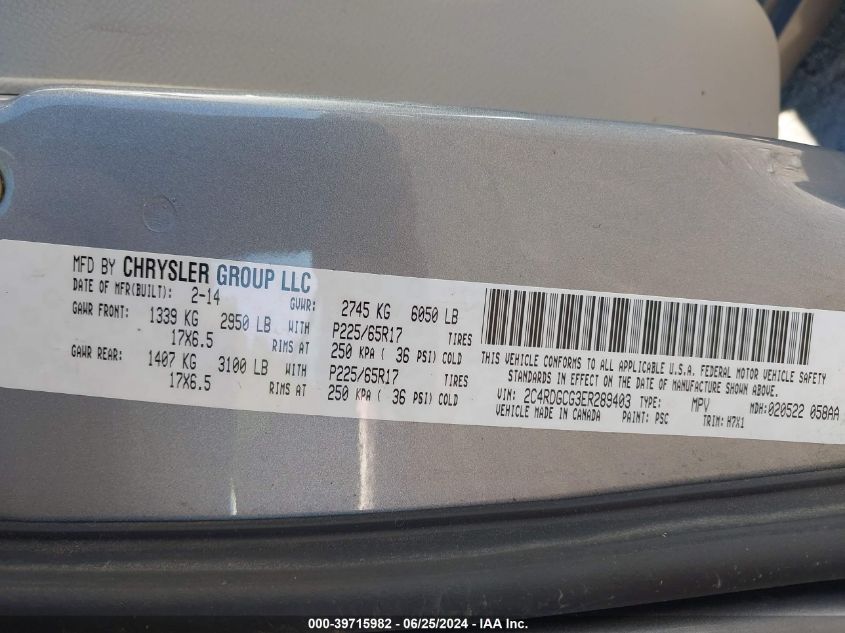 MFD BY CHRYSLER GROUP LLC
DATE OF MFR(BUILT): 2-14 GVWR: 2745 KG 6050 LB
GAWR FRONT: 1339 KG 2950 LB WITH P225/65R17 TIRES
17X6.5 RIMS AT 250 KPA ( 36 PSI) COLD
GAWR REAR: 1407 KG 3100 LB WITH P225/65R17 TIRES
17X6.5 RIMS AT 250 KPA ( 36 PSI) COLD
THIS VEHICLE CONFORMS TO ALL APPLICABLE U.S.A. FEDERAL MOTOR VEHICLE SAFETY
STANDARDS IN EFFECT ON THE DATE OF MANUFACTURE SHOWN ABOVE.
VIN: 2C4RDGCG3ER289403 TYPE: MPV MDH: 020522 058AA
VEHICLE MADE IN CANADA PAINT: PSC TRIM: H7X1
000-39715982 - 06/25/2024 - IAA Inc.